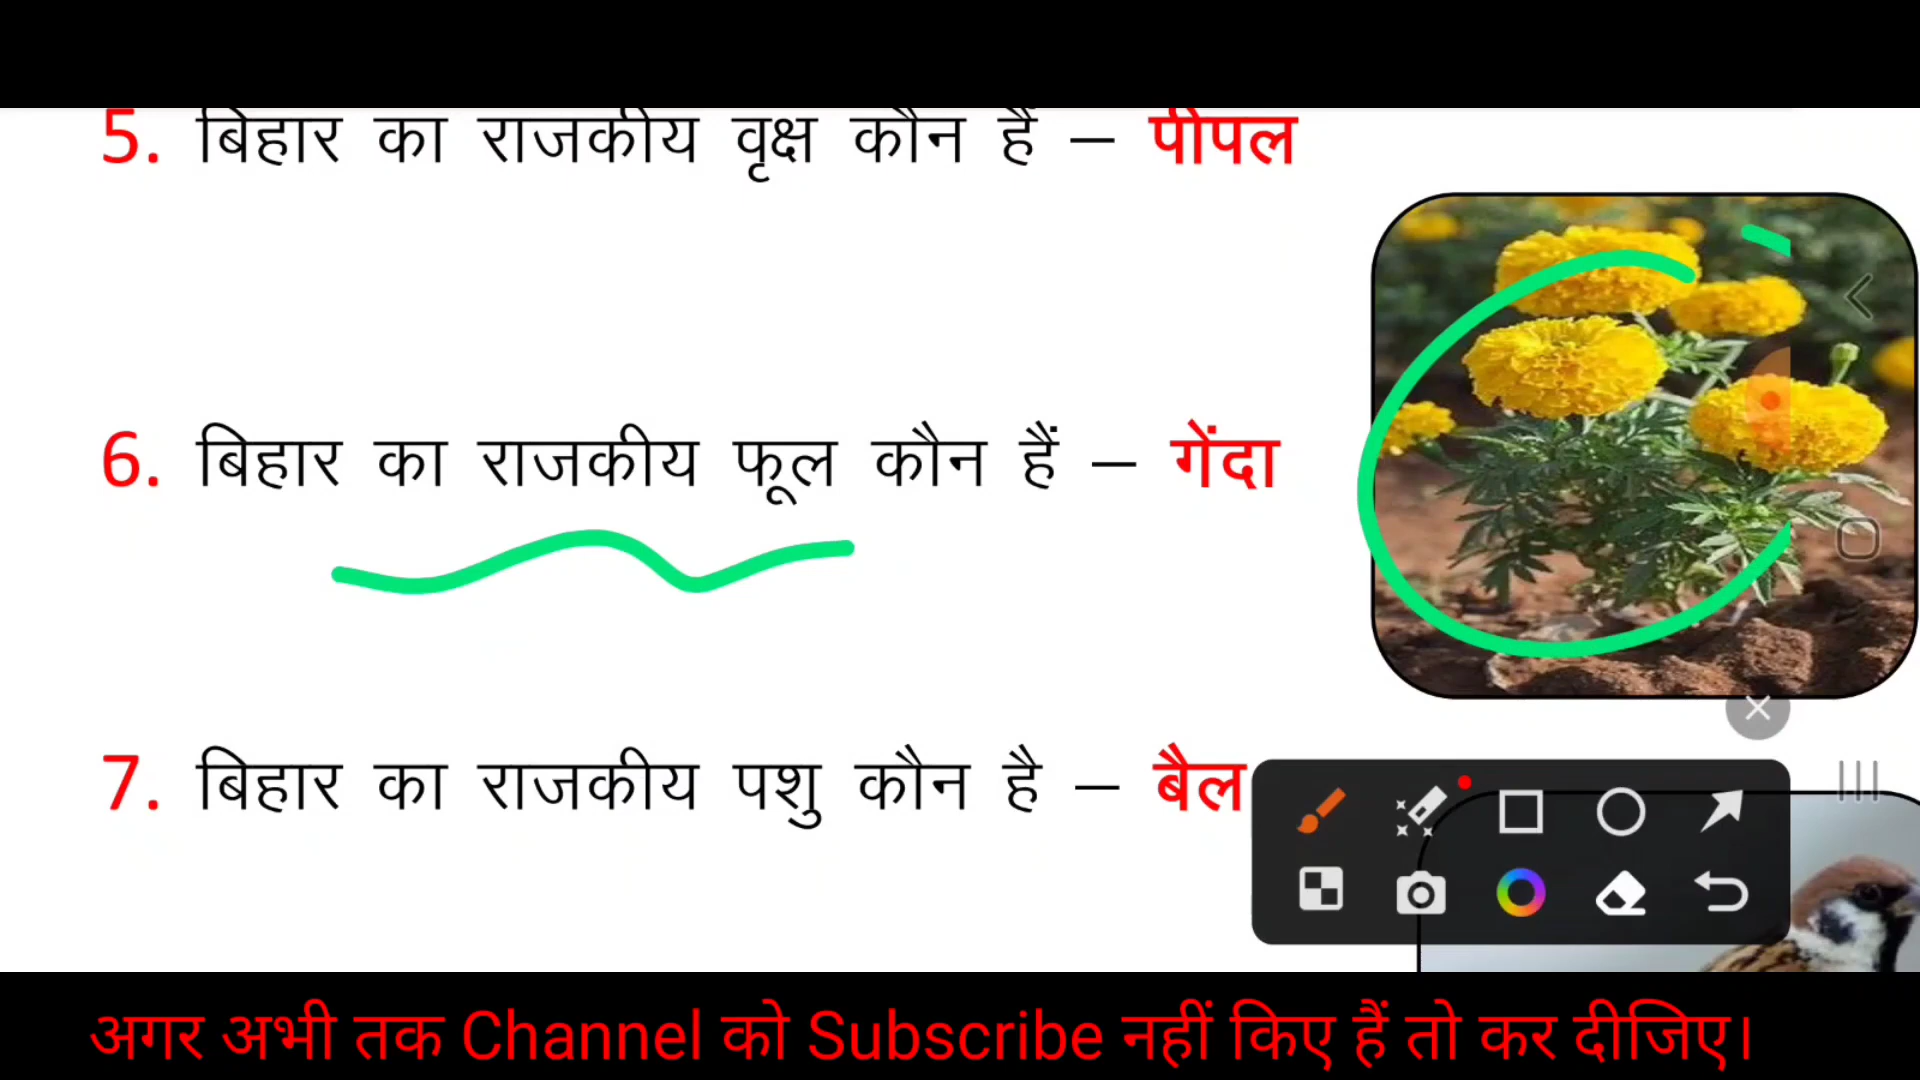 5. बिहार का राजकीय वृक्ष कौन है – पीपल
6. बिहार का राजकीय फूल कौन हैं – गेंदा
7. बिहार का राजकीय पशु कौन है – बैल
अगर अभी तक Channel को Subscribe नहीं किए हैं तो कर दीजिए।